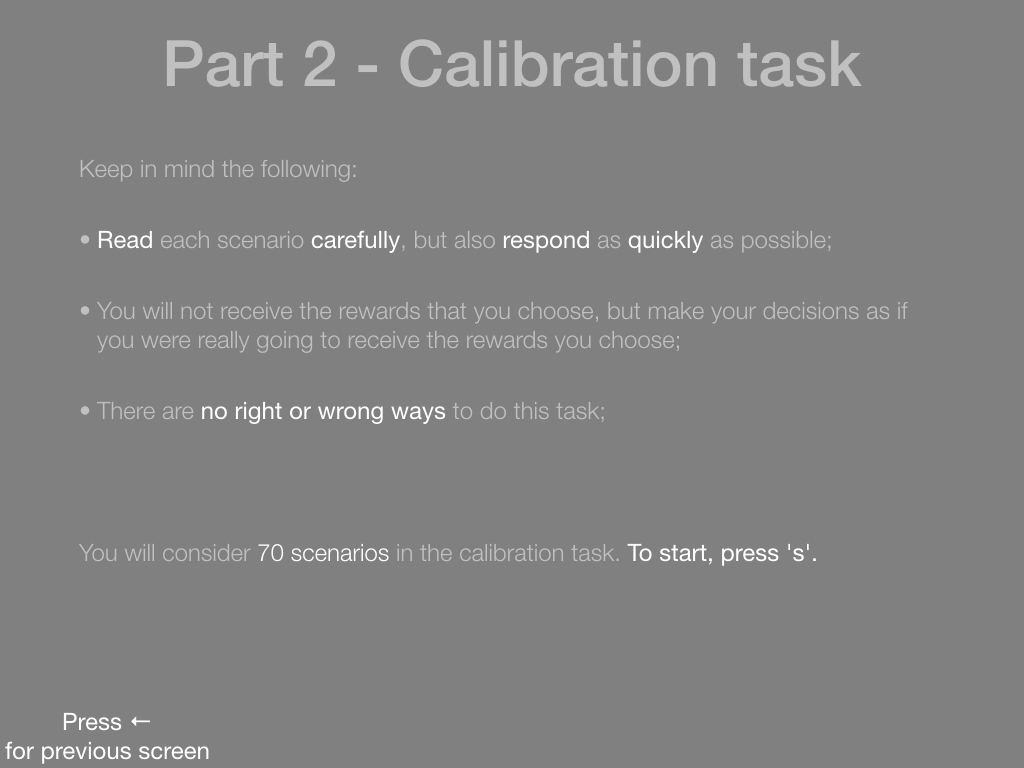 Part 2 - Calibration task
Keep in mind the following:
• Read each scenario carefully, but also respond as quickly as possible;
• You will not receive the rewards that you choose, but make your decisions as if
you were really going to receive the rewards you choose;
• There are no right or wrong ways to do this task;
You will consider 70 scenarios in the calibration task. To start, press 's'.
Press ←
for previous screen